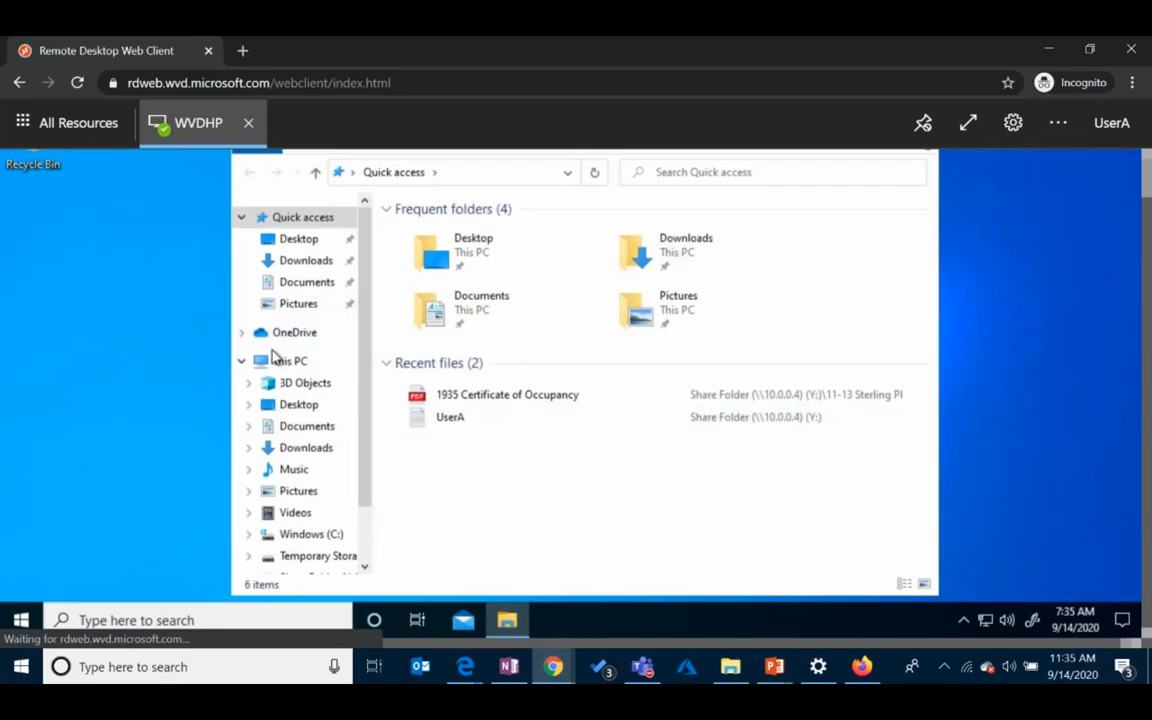 Remote Desktop Web Client
rdweb.wvd.microsoft.com/webclient/index.html
Incognito
All Resources
WVDHP
UserA
Recycle Bin
Quick access
Search Quick access
Quick access
Desktop
Downloads
Documents
Pictures
OneDrive
This PC
3D Objects
Desktop
Documents
Downloads
Music
Pictures
Videos
Windows (C:)
Temporary Stora
Frequent folders (4)
Desktop
This PC
Downloads
This PC
Documents
This PC
Pictures
This PC
Recent files (2)
1935 Certificate of Occupancy
Share Folder (\\10.0.0.4) (Y:)\11-13 Sterling Pl
UserA
Share Folder (\\10.0.0.4) (Y:)
6 items
Type here to search
7:35 AM
9/14/2020
Waiting for rdweb.wvd.microsoft.com...
Type here to search
3
11:35 AM
9/14/2020
3